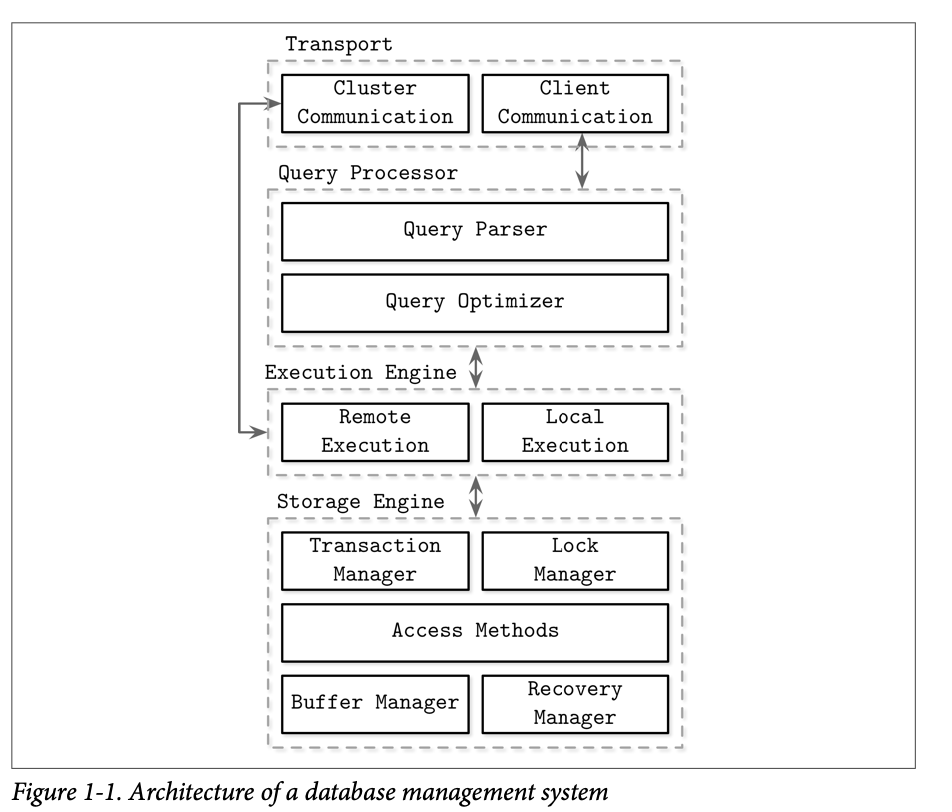 Transport
Cluster
Communication
Client
Communication
Query Processor
Query Parser
Query Optimizer
Execution Engine
Remote
Execution
Local
Execution
Storage Engine
Transaction
Manager
Lock
Manager
Access Methods
Buffer Manager
Recovery
Manager
Figure 1-1. Architecture of a database management system